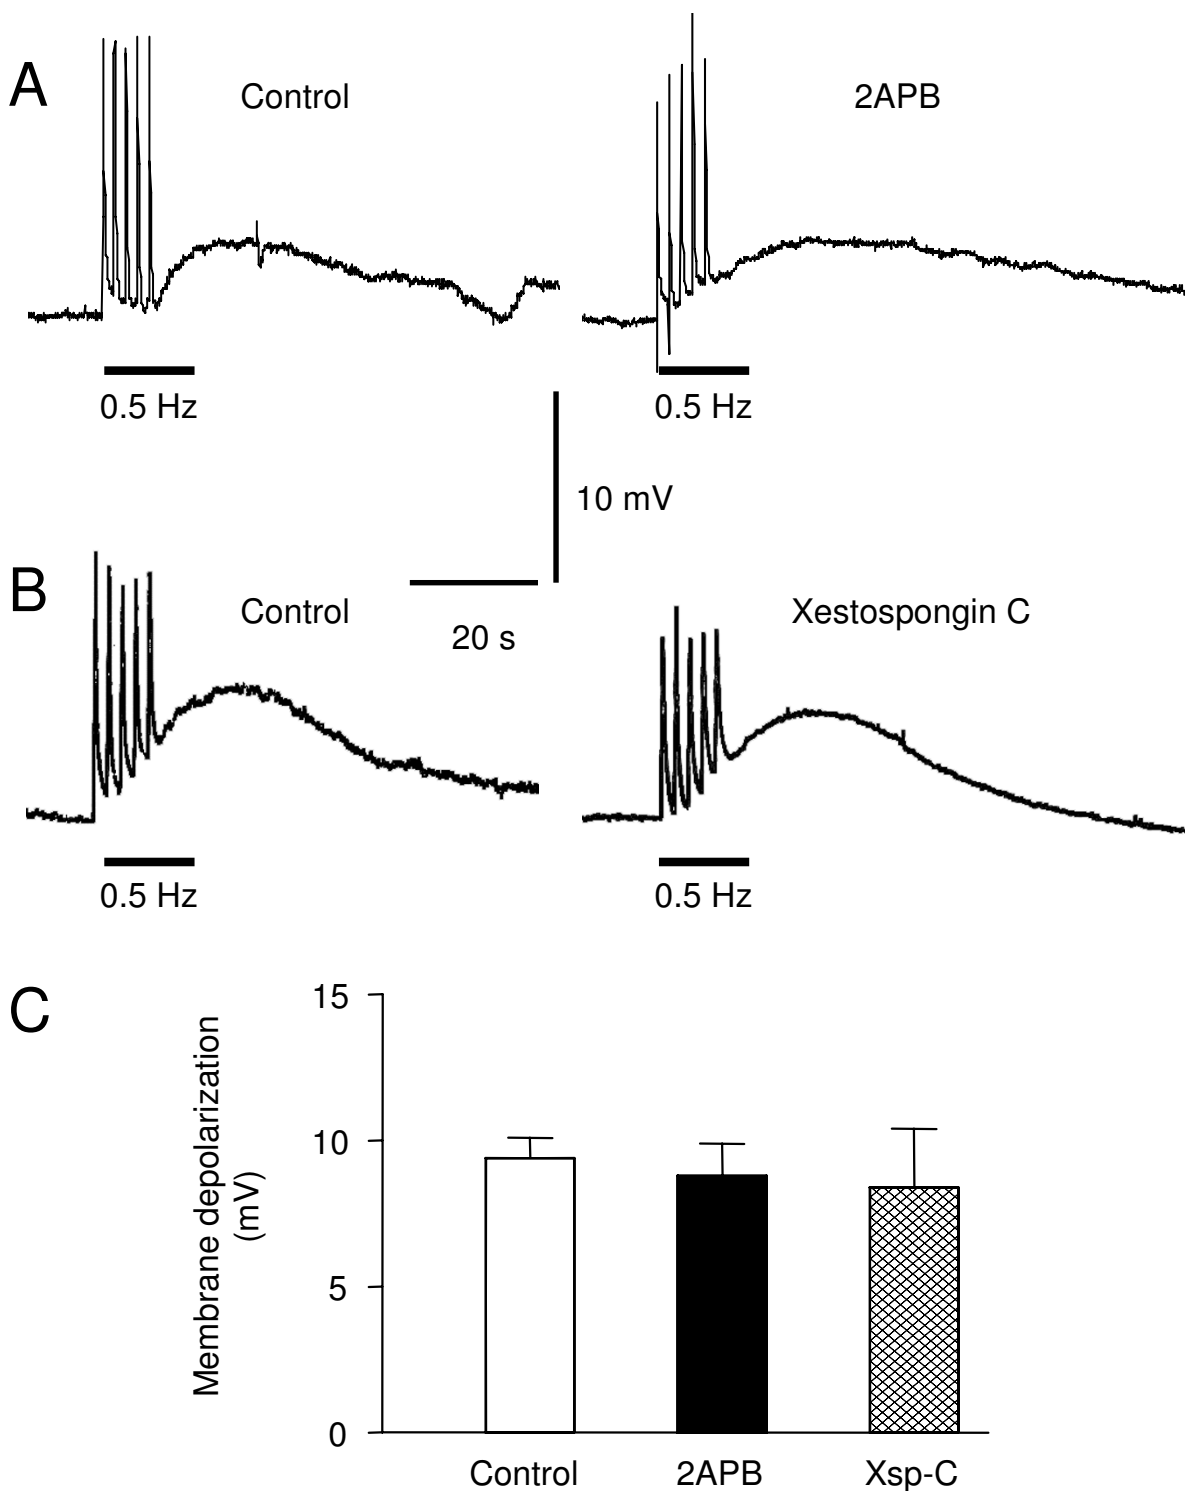 A
Control
2APB
0.5 Hz
0.5 Hz
10 mV
B
Control
20 s
Xestospongin C
0.5 Hz
0.5 Hz
C
Membrane depolarization
(mV)
15
10
5
0
Control
2APB
Xsp-C